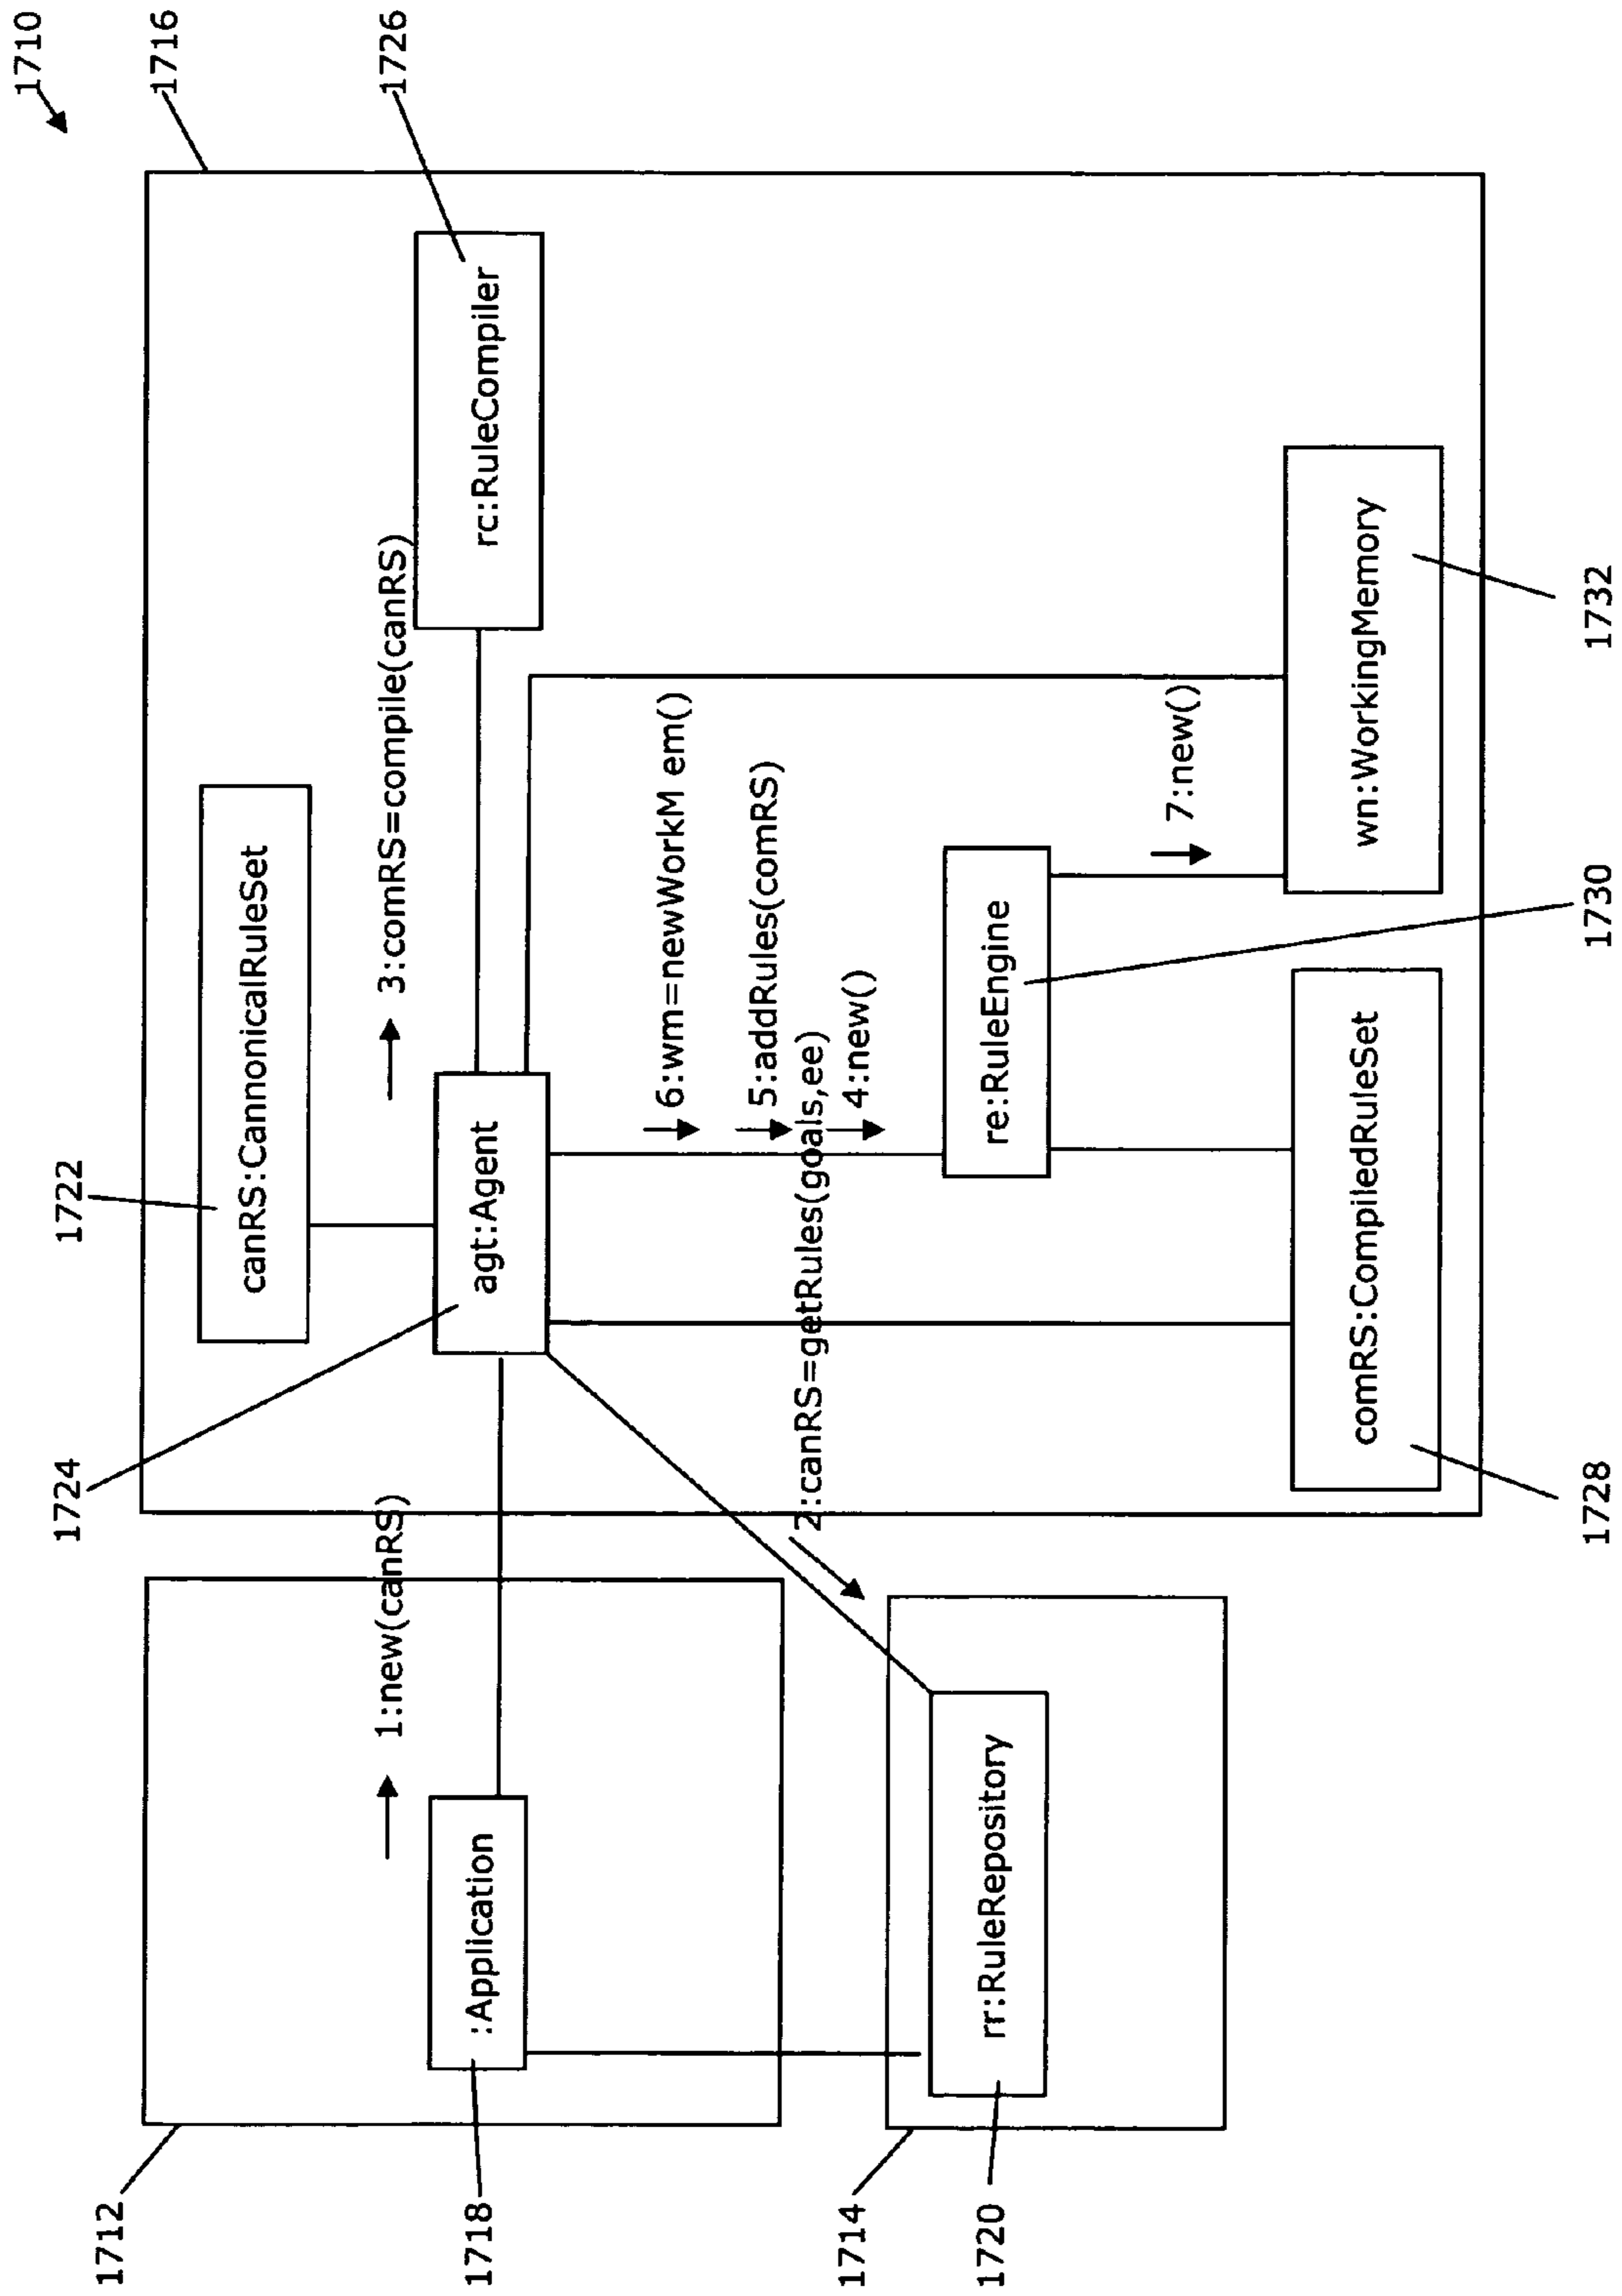 1710
1716
1726
1722
canRS:CannonicalRuleSet
3:comRS=compile(canRS)
rc:RuleCompiler
1724
agt:Agent
1:new(canRS)
1712
:Application
1718
6:wm=newWorkM em()
5:addRules(comRS)
2:canRS=getRules(goals,ee)
4:new()
re:RuleEngine
7:new()
1714
rr:RuleRepository
1720
comRS:CompiledRuleSet
wn:WorkingMemory
1728
1730
1732